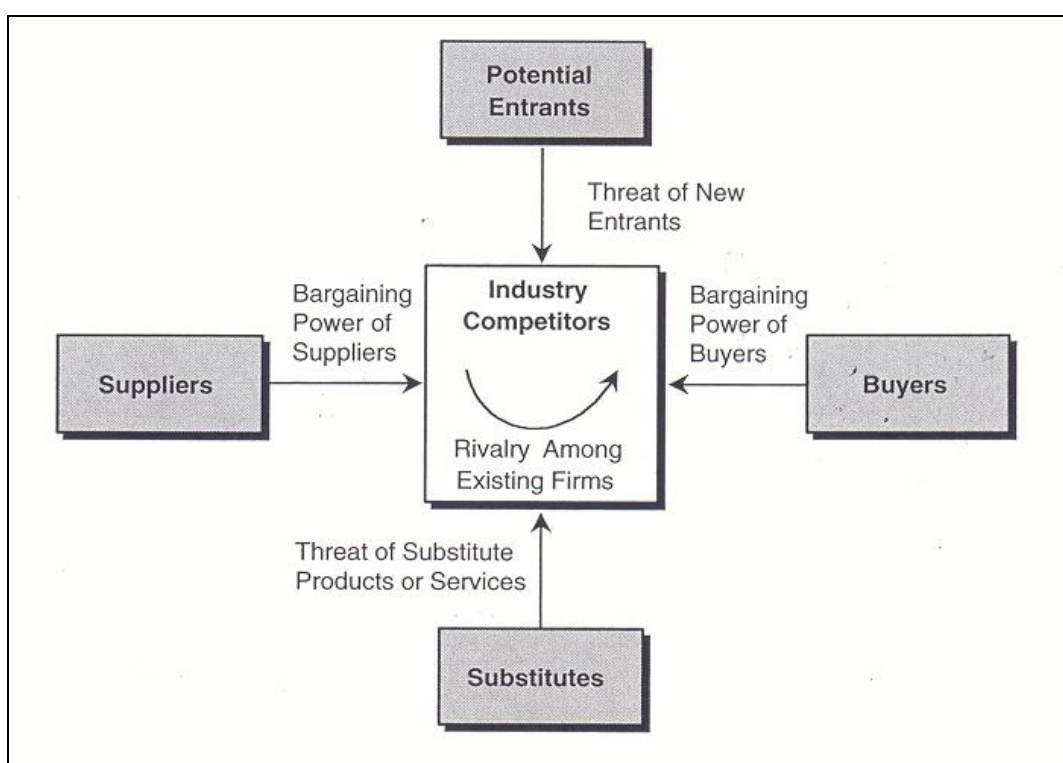 Potential
Entrants
Threat of New
Entrants
Industry
Competitors
Bargaining
Power of
Suppliers
Bargaining
Power of
Buyers
Suppliers
Buyers
Rivalry Among
Existing Firms
Threat of Substitute
Products or Services
Substitutes